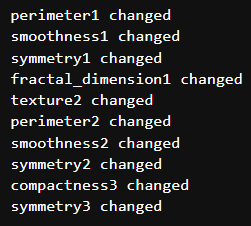 perimeter1 changed
smoothness1 changed
symmetry1 changed
fractal_dimension1 changed
texture2 changed
perimeter2 changed
smoothness2 changed
symmetry2 changed
compactness3 changed
symmetry3 changed